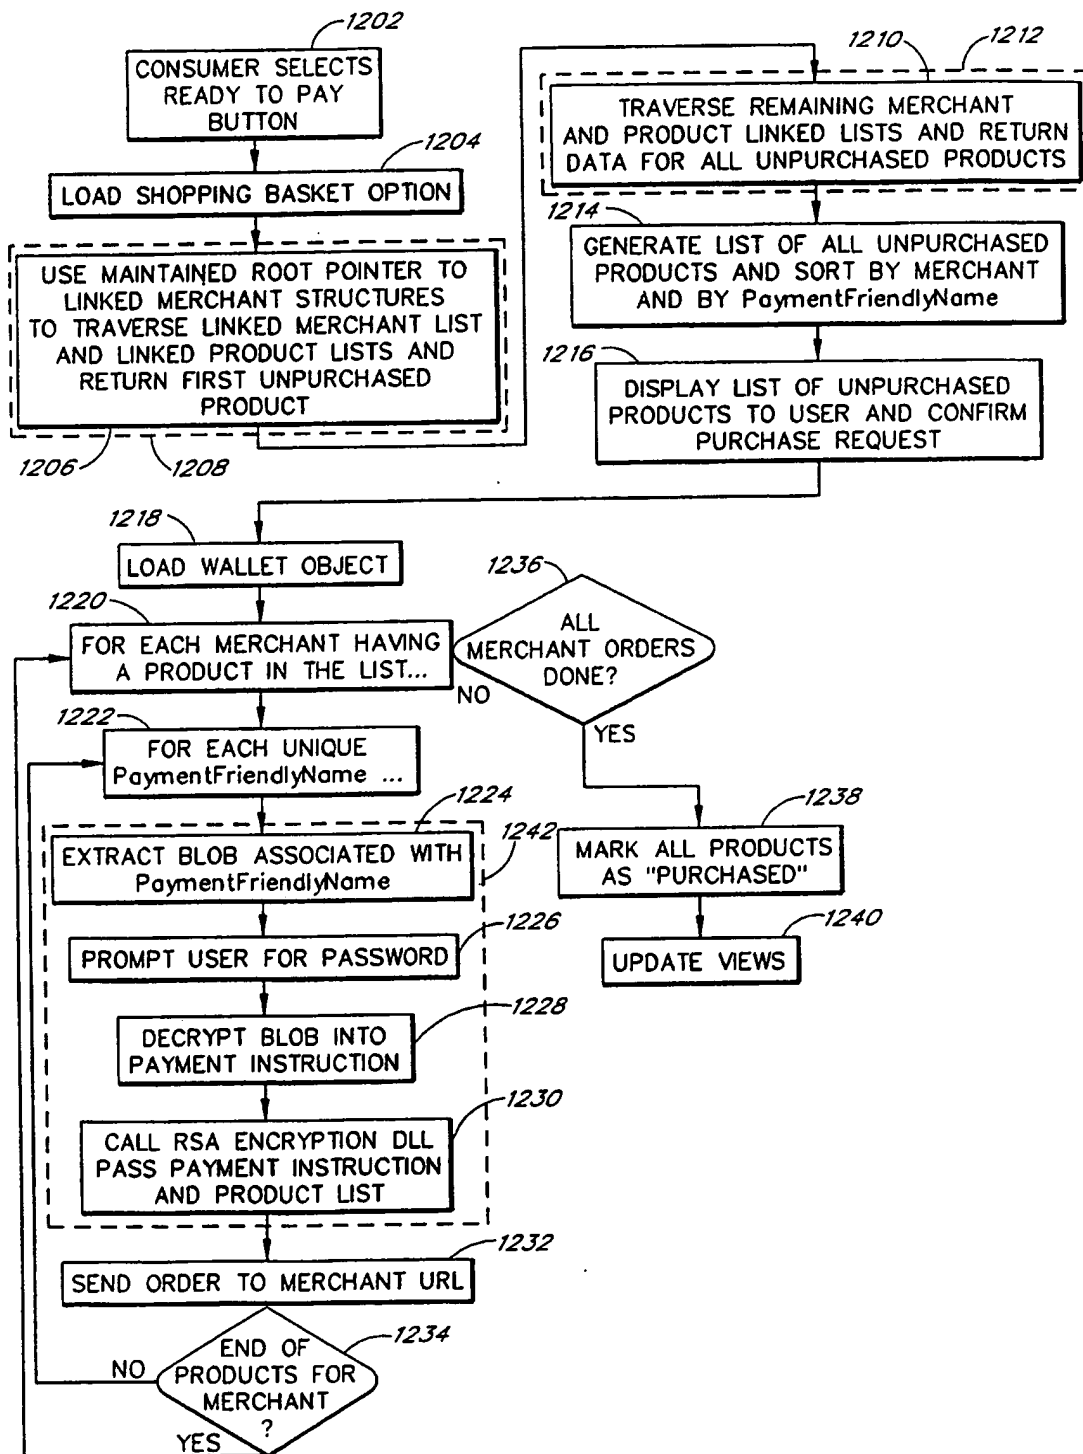 1202
CONSUMER SELECTS
READY TO PAY
BUTTON
1204
LOAD SHOPPING BASKET OPTION
USE MAINTAINED ROOT POINTER TO
LINKED MERCHANT STRUCTURES
TO TRAVERSE LINKED MERCHANT LIST
AND LINKED PRODUCT LISTS AND
RETURN FIRST UNPURCHASED
PRODUCT
1206
1208
1210
1212
TRAVERSE REMAINING MERCHANT
AND PRODUCT LINKED LISTS AND RETURN
DATA FOR ALL UNPURCHASED PRODUCTS
1214
GENERATE LIST OF ALL UNPURCHASED
PRODUCTS AND SORT BY MERCHANT
AND BY PaymentFriendlyName
1216
DISPLAY LIST OF UNPURCHASED
PRODUCTS TO USER AND CONFIRM
PURCHASE REQUEST
1218
LOAD WALLET OBJECT
1220
FOR EACH MERCHANT HAVING
A PRODUCT IN THE LIST...
1236
ALL
MERCHANT ORDERS
DONE?
NO
YES
1222
FOR EACH UNIQUE
PaymentFriendlyName ...
1224
1242
EXTRACT BLOB ASSOCIATED WITH
PaymentFriendlyName
1226
PROMPT USER FOR PASSWORD
1228
DECRYPT BLOB INTO
PAYMENT INSTRUCTION
1230
CALL RSA ENCRYPTION DLL
PASS PAYMENT INSTRUCTION
AND PRODUCT LIST
1232
SEND ORDER TO MERCHANT URL
1234
END OF
PRODUCTS FOR
MERCHANT
?
NO
YES
1238
MARK ALL PRODUCTS
AS "PURCHASED"
1240
UPDATE VIEWS